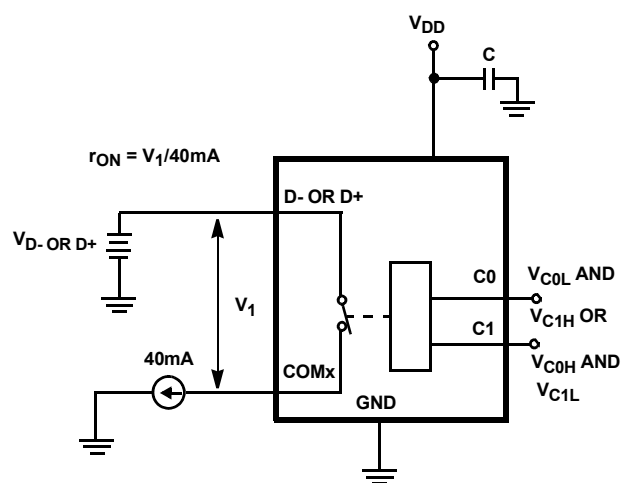 VDD
C
rON = V1/40mA
D- OR D+
VD- OR D+
V1
C0
VC0L AND
VC1H OR
C1
VC0H AND
VC1L
40mA
COMx
GND